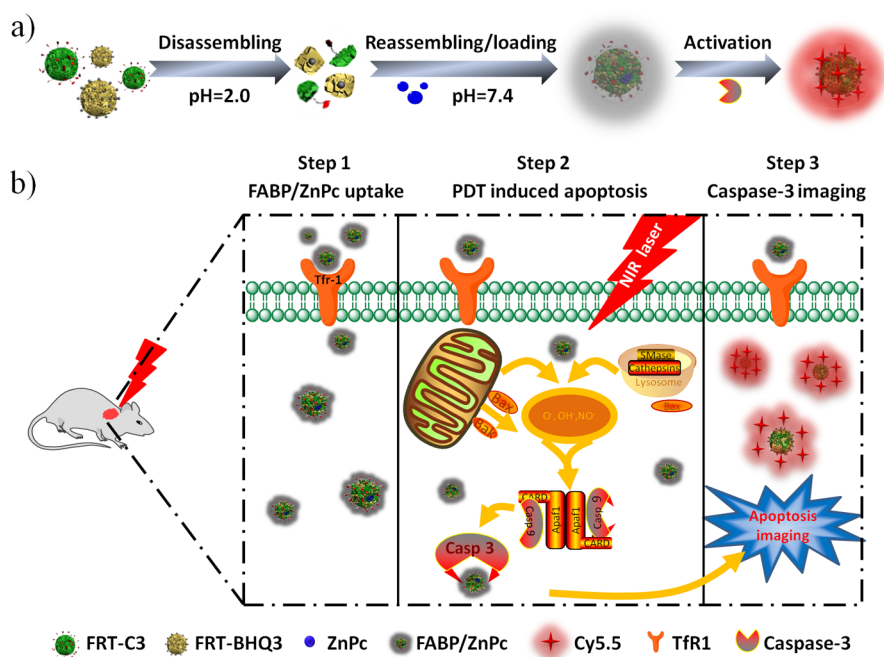 a)
Disassembling
pH=2.0
Reassembling/loading
pH=7.4
Activation
b)
Step 1
FABP/ZnPc uptake
Step 2
PDT induced apoptosis
Step 3
Caspase-3 imaging
Tfr-1
NIR laser
SMase
Cathepsins
Lysosome
Bax
Bax
Bak
O⁻, OH⁻,NO⁻
CARD
Casp 9
Apaf1
Apaf1
Casp 9
CARD
Casp 3
Apoptosis
imaging
FRT-C3 FRT-BHQ3 ZnPc FABP/ZnPc Cy5.5 TfR1 Caspase-3